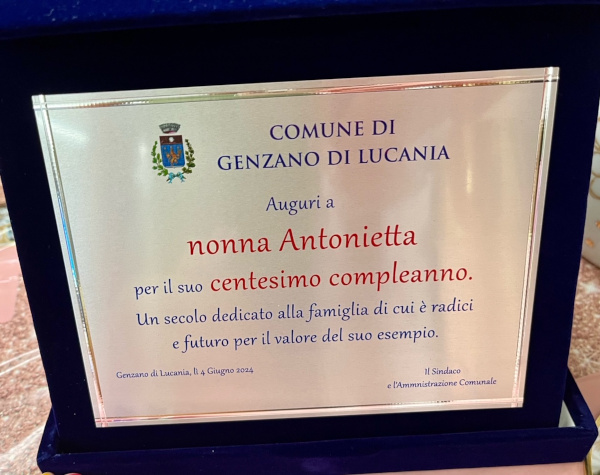 COMUNE DI
GENZANO DI LUCANIA
Auguri a
nonna Antonietta
per il suo centesimo compleanno.
Un secolo dedicato alla famiglia di cui è radici
e futuro per il valore del suo esempio.
Genzano di Lucania, lì 4 Giugno 2024
Il Sindaco
e l'Ammnistrazione Comunale